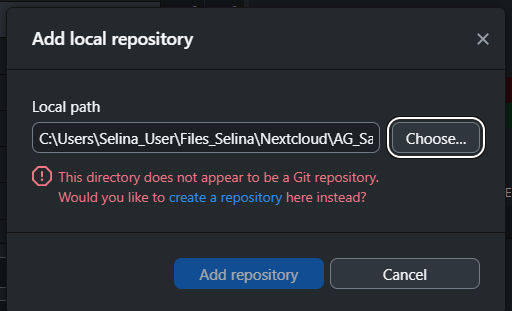 Add local repository
Local path
C:\Users\Selina_User\Files_Selina\Nextcloud\AG_Sa
Choose...
This directory does not appear to be a Git repository.
Would you like to create a repository here instead?
Add repository
Cancel